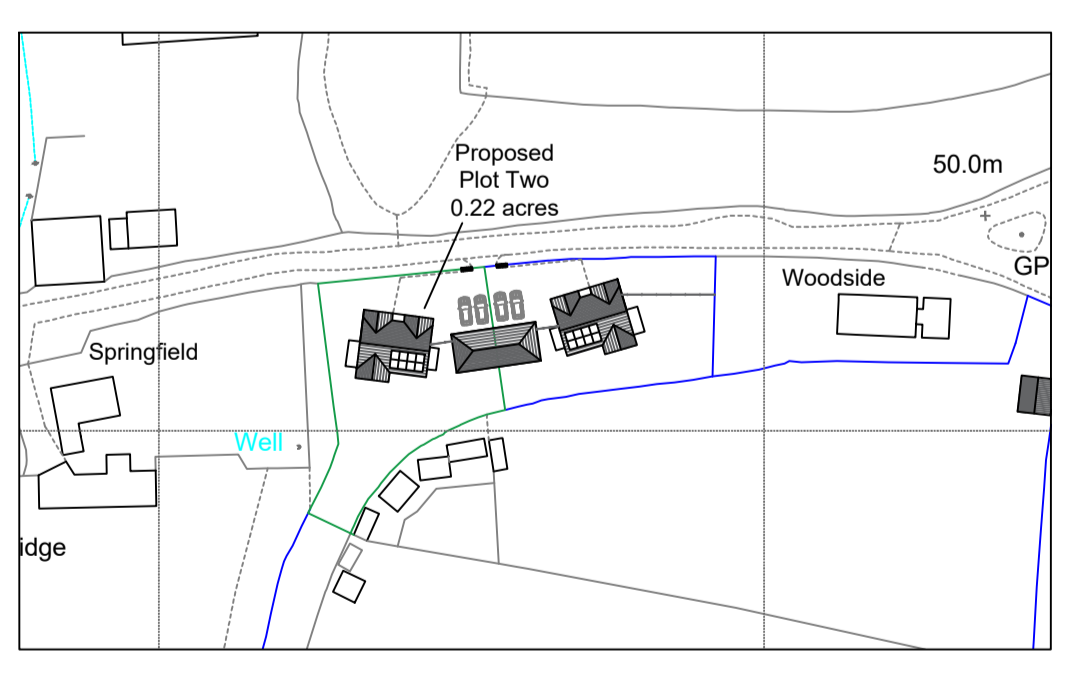 Proposed
Plot Two
0.22 acres
50.0m
GP
Woodside
Springfield
Well
idge